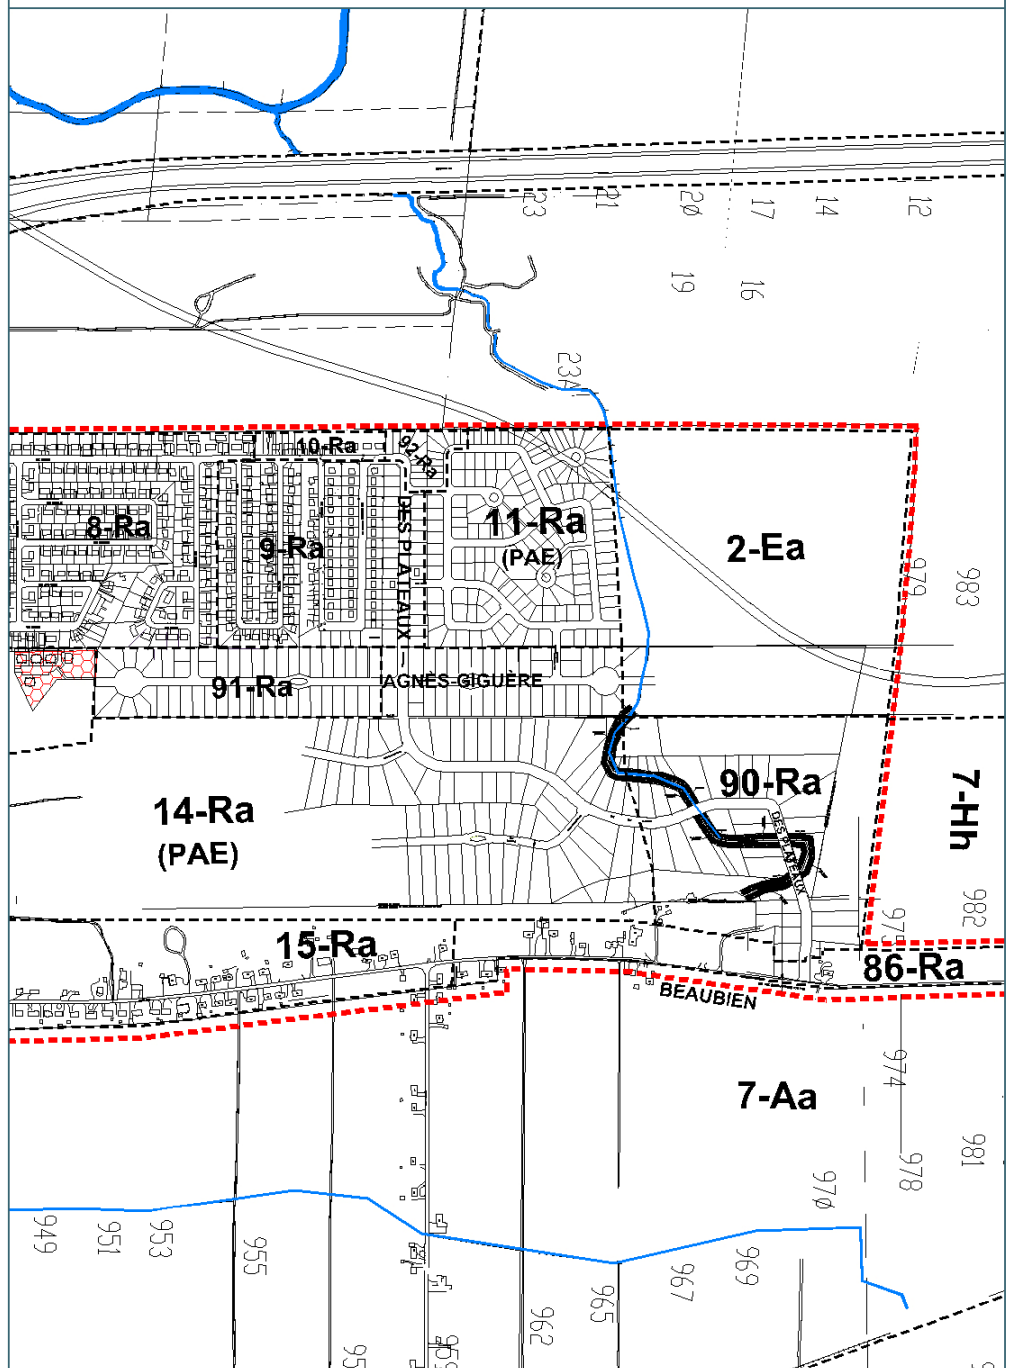 23
21
20
17
14
12
19
16
23A
10-Ra
92-Ra
8-Ra
9-Ra
DES PLATEAUX
11-Ra
(PAE)
2-Ea
979
983
91-Ra
AGNÈS-GIGUÈRE
14-Ra
(PAE)
90-Ra
DES PLATEAUX
7-Hh
982
975
15-Ra
86-Ra
BEAUBIEN
7-Aa
974
981
978
970
949
951
953
955
969
967
965
962